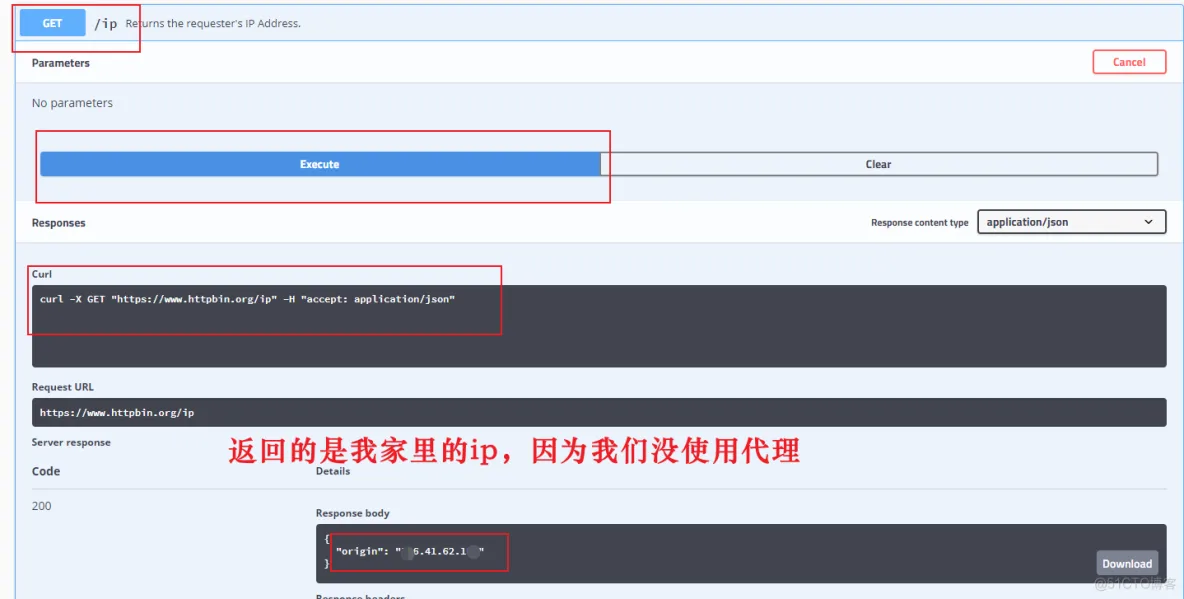 GET /ip Returns the requester's IP Address.
Parameters
Cancel
No parameters
Execute
Clear
Responses
Response content type
application/json
Curl
curl -X GET "https://www.httpbin.org/ip" -H "accept: application/json"
Request URL
https://www.httpbin.org/ip
Server response
返回的是我家里的ip，因为我们没使用代理
Code
Details
200
Response body
{
"origin": " 6.41.62.1 "
}
Download
Response headers
@51CTO博客